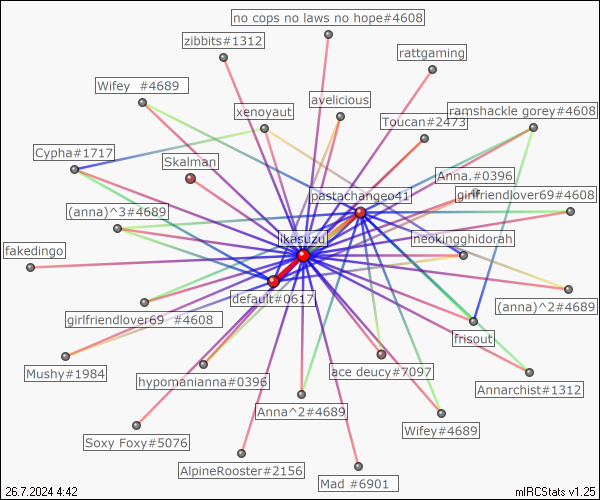 no cops no laws no hope#4608
zibbits#1312
rattgaming
Wifey  #4689
avelicious
xenoyaut
ramshackle gorey#4608
Toucan#2473
Cypha#1717
Skalman
Anna.#0396
pastachangeo41
girlfriendlover69#4608
(anna)^3#4689
ikasuzu
neokingghidorah
fakedingo
default#0617
(anna)^2#4689
girlfriendlover69  #4608
frisout
Mushy#1984
ace deucy#7097
hypomanianna#0396
Annarchist#1312
Anna^2#4689
Wifey#4689
Soxy Foxy#5076
AlpineRooster#2156
Mad #6901
26.7.2024 4:42
mIRCStats v1.25